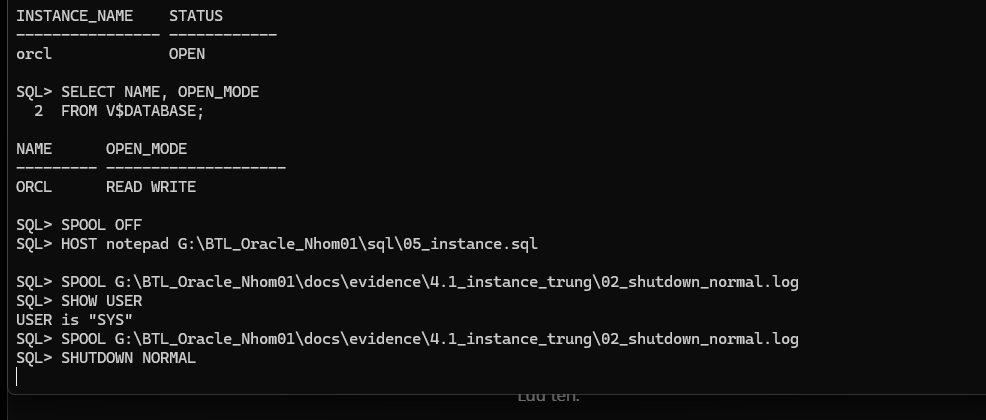 INSTANCE_NAME    STATUS
---------------- ------------
orcl             OPEN
SQL> SELECT NAME, OPEN_MODE
  2  FROM V$DATABASE;
NAME      OPEN_MODE
--------- --------------------
ORCL      READ WRITE
SQL> SPOOL OFF
SQL> HOST notepad G:\BTL_Oracle_Nhom01\sql\05_instance.sql
SQL> SPOOL G:\BTL_Oracle_Nhom01\docs\evidence\4.1_instance_trung\02_shutdown_normal.log
SQL> SHOW USER
USER is "SYS"
SQL> SPOOL G:\BTL_Oracle_Nhom01\docs\evidence\4.1_instance_trung\02_shutdown_normal.log
SQL> SHUTDOWN NORMAL